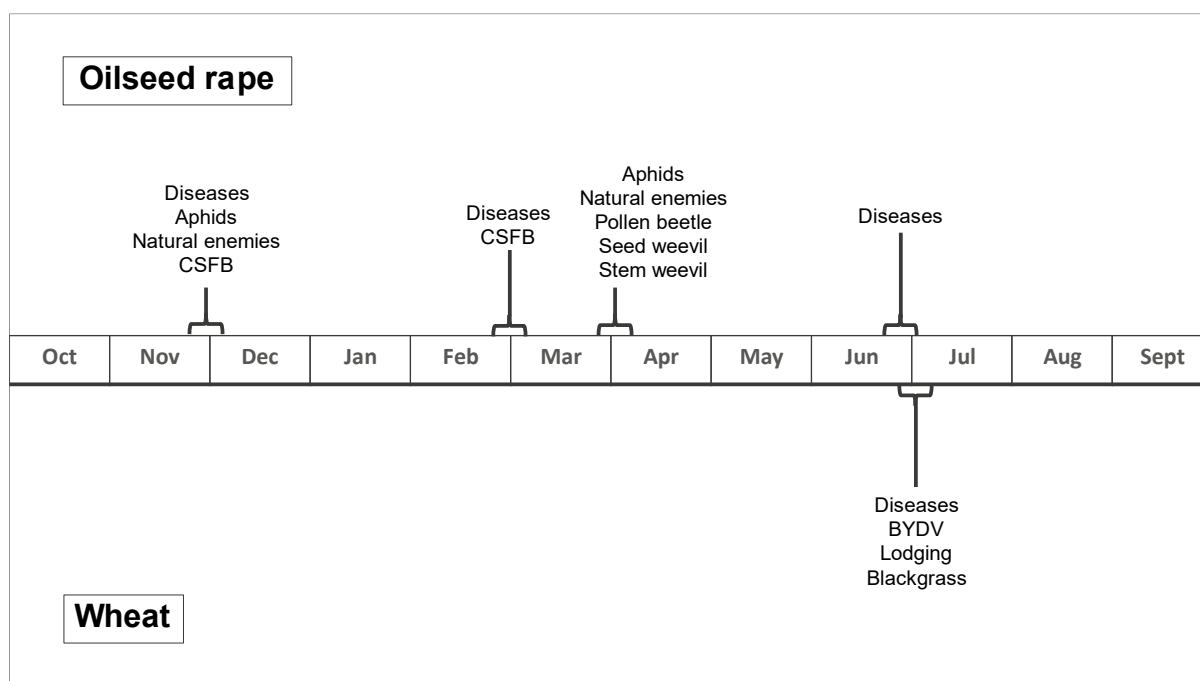 Oilseed rape
Diseases
Aphids
Natural enemies
CSFB
Diseases
CSFB
Aphids
Natural enemies
Pollen beetle
Seed weevil
Stem weevil
Diseases
Oct Nov Dec Jan Feb Mar Apr May Jun Jul Aug Sept
Diseases
BYDV
Lodging
Blackgrass
Wheat